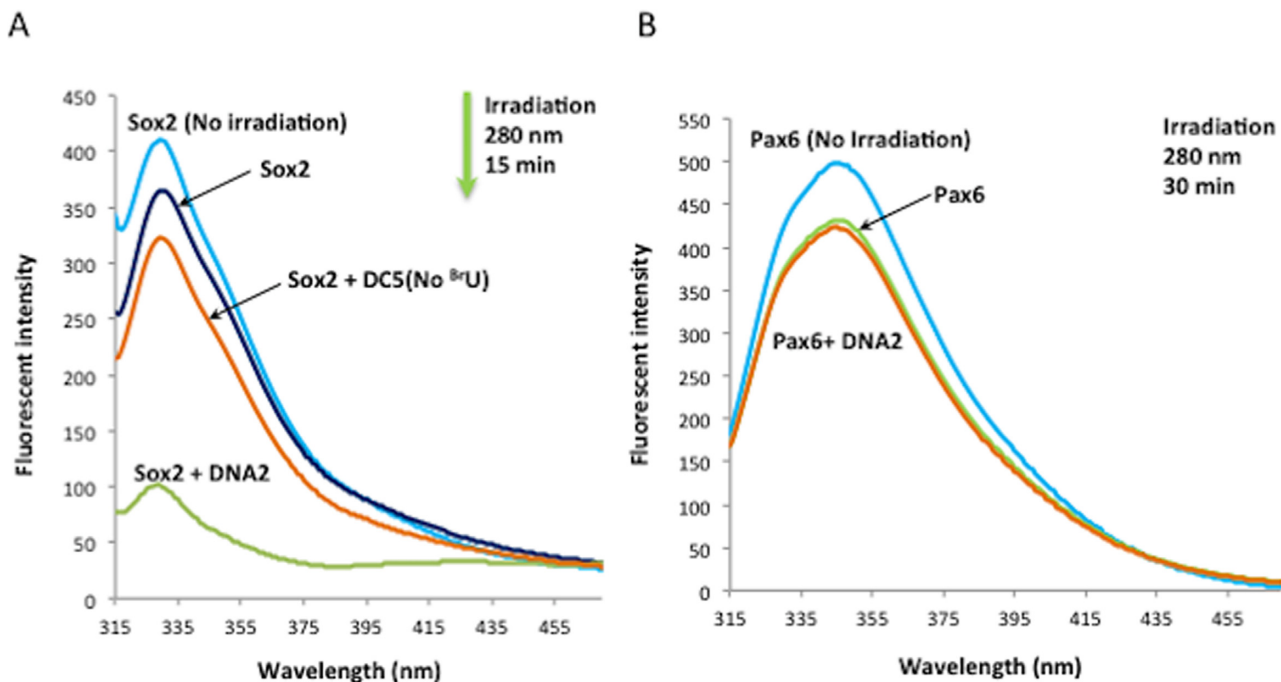 A
Sox2 (No irradiation)
Sox2
Sox2 + DC5(No BrU)
Sox2 + DNA2
Irradiation
280 nm
15 min
450
400
350
300
250
200
150
100
50
0
315
335
355
375
395
415
435
455
Fluorescent intensity
Wavelength (nm)
B
Pax6 (No Irradiation)
Pax6
Pax6+ DNA2
Irradiation
280 nm
30 min
550
500
450
400
350
300
250
200
150
100
50
0
315
335
355
375
395
415
435
455
Fluorescent intensity
Wavelength (nm)